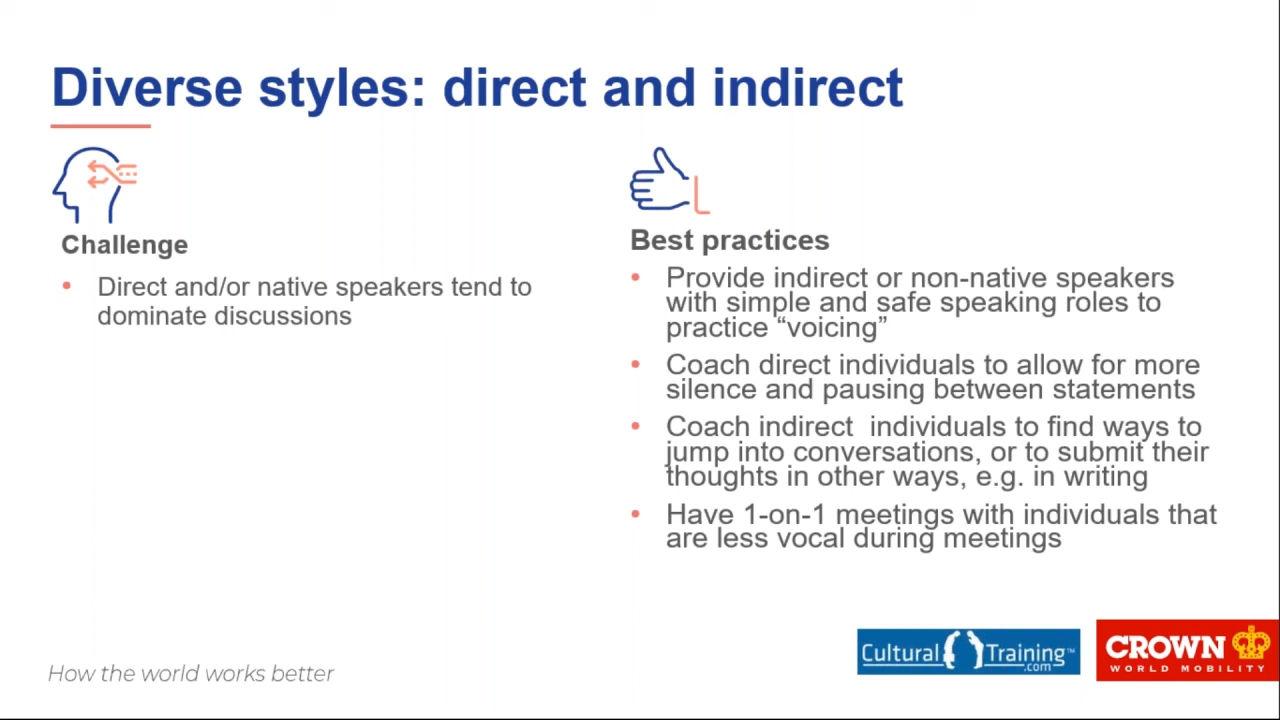 Diverse styles: direct and indirect
Challenge
• Direct and/or native speakers tend to
dominate discussions
Best practices
• Provide indirect or non-native speakers
with simple and safe speaking roles to
practice “voicing”
• Coach direct individuals to allow for more
silence and pausing between statements
• Coach indirect  individuals to find ways to
jump into conversations, or to submit their
thoughts in other ways, e.g. in writing
• Have 1-on-1 meetings with individuals that
are less vocal during meetings
How the world works better
Cultural Training™
.com
CROWN
WORLD MOBILITY